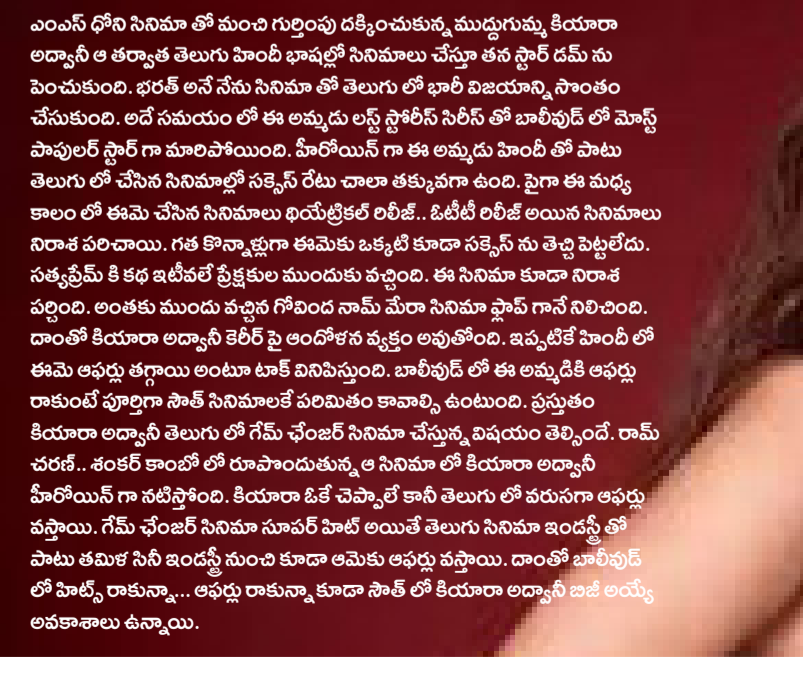 ఎంఎస్ ధోని సినిమా తో మంచి గుర్తింపు దక్కించుకున్న ముద్దుగుమ్మ కియారా
అద్వానీ ఆ తర్వాత తెలుగు హిందీ భాషల్లో సినిమాలు చేస్తూ తన స్టార్ డమ్ ను
పెంచుకుంది. భరత్ అనే నేను సినిమా తో తెలుగు లో భారీ విజయాన్ని సొంతం
చేసుకుంది. అదే సమయం లో ఈ అమ్మడు లస్ట్ స్టోరీస్ సిరీస్ తో బాలీవుడ్ లో మోస్ట్
పాపులర్ స్టార్ గా మారిపోయింది. హీరోయిన్ గా ఈ అమ్మడు హిందీ తో పాటు
తెలుగు లో చేసిన సినిమాల్లో సక్సెస్ రేటు చాలా తక్కువగా ఉంది. పైగా ఈ మధ్య
కాలం లో ఈమె చేసిన సినిమాలు థియేట్రికల్ రిలీజ్.. ఓటీటీ రిలీజ్ అయిన సినిమాలు
నిరాశ పరిచాయి. గత కొన్నాళ్లుగా ఈమెకు ఒక్కటి కూడా సక్సెస్ ను తెచ్చి పెట్టలేదు.
సత్యప్రేమ్ కి కథ ఇటీవలే ప్రేక్షకుల ముందుకు వచ్చింది. ఈ సినిమా కూడా నిరాశ
పర్చింది. అంతకు ముందు వచ్చిన గోవింద నామ్ మేరా సినిమా ఫ్లాప్ గానే నిలిచింది.
దాంతో కియారా అద్వానీ కెరీర్ పై ఆందోళన వ్యక్తం అవుతోంది. ఇప్పటికే హిందీ లో
ఈమె ఆఫర్లు తగ్గాయి అంటూ టాక్ వినిపిస్తుంది. బాలీవుడ్ లో ఈ అమ్మడికి ఆఫర్లు
రాకుంటే పూర్తిగా సౌత్ సినిమాలకే పరిమితం కావాల్సి ఉంటుంది. ప్రస్తుతం
కియారా అద్వానీ తెలుగు లో గేమ్ ఛేంజర్ సినిమా చేస్తున్న విషయం తెల్సిందే. రామ్
చరణ్.. శంకర్ కాంబో లో రూపొందుతున్న ఆ సినిమా లో కియారా అద్వానీ
హీరోయిన్ గా నటిస్తోంది. కియారా ఓకే చెప్పాలే కానీ తెలుగు లో వరుసగా ఆఫర్లు
వస్తాయి. గేమ్ ఛేంజర్ సినిమా సూపర్ హిట్ అయితే తెలుగు సినిమా ఇండస్ట్రీ తో
పాటు తమిళ సినీ ఇండస్ట్రీ నుంచి కూడా ఆమెకు ఆఫర్లు వస్తాయి. దాంతో బాలీవుడ్
లో హిట్స్ రాకున్నా... ఆఫర్లు రాకున్నా కూడా సౌత్ లో కియారా అద్వానీ బిజీ అయ్యే
అవకాశాలు ఉన్నాయి.